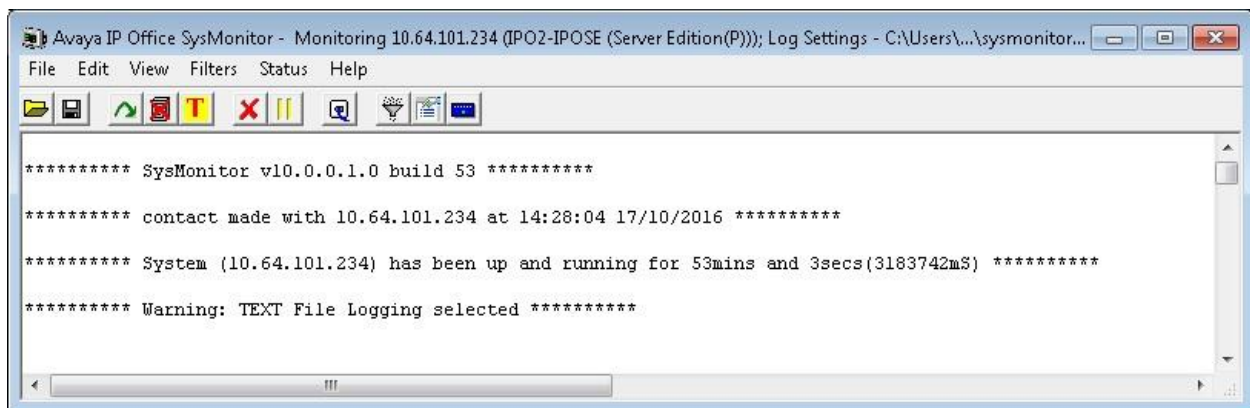 Avaya IP Office SysMonitor - Monitoring 10.64.101.234 (IPO2-IPOSE (Server Edition(P))); Log Settings - C:\Users\...\sysmonitor...
File Edit View Filters Status Help
T
********** SysMonitor v10.0.0.1.0 build 53 **********
********** contact made with 10.64.101.234 at 14:28:04 17/10/2016 **********
********** System (10.64.101.234) has been up and running for 53mins and 3secs(3183742mS) **********
********** Warning: TEXT File Logging selected **********